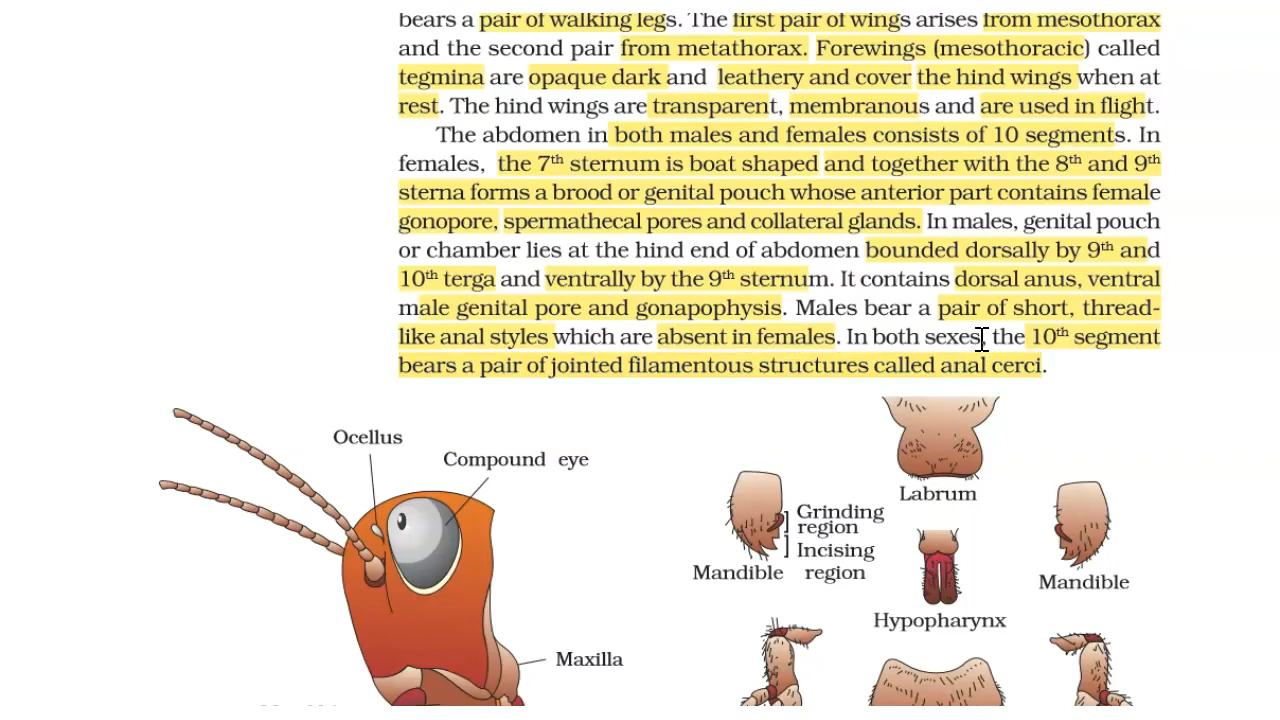 bears a pair of walking legs. The first pair of wings arises from mesothorax
and the second pair from metathorax. Forewings (mesothoracic) called
tegmina are opaque dark and leathery and cover the hind wings when at
rest. The hind wings are transparent, membranous and are used in flight.
The abdomen in both males and females consists of 10 segments. In
females, the 7th sternum is boat shaped and together with the 8th and 9th
sterna forms a brood or genital pouch whose anterior part contains female
gonopore, spermathecal pores and collateral glands. In males, genital pouch
or chamber lies at the hind end of abdomen bounded dorsally by 9th and
10th terga and ventrally by the 9th sternum. It contains dorsal anus, ventral
male genital pore and gonapophysis. Males bear a pair of short, thread-
like anal styles which are absent in females. In both sexes, the 10th segment
bears a pair of jointed filamentous structures called anal cerci.
Ocellus
Compound eye
Labrum
Grinding
region
Incising
region
Mandible
Mandible
Hypopharynx
Maxilla